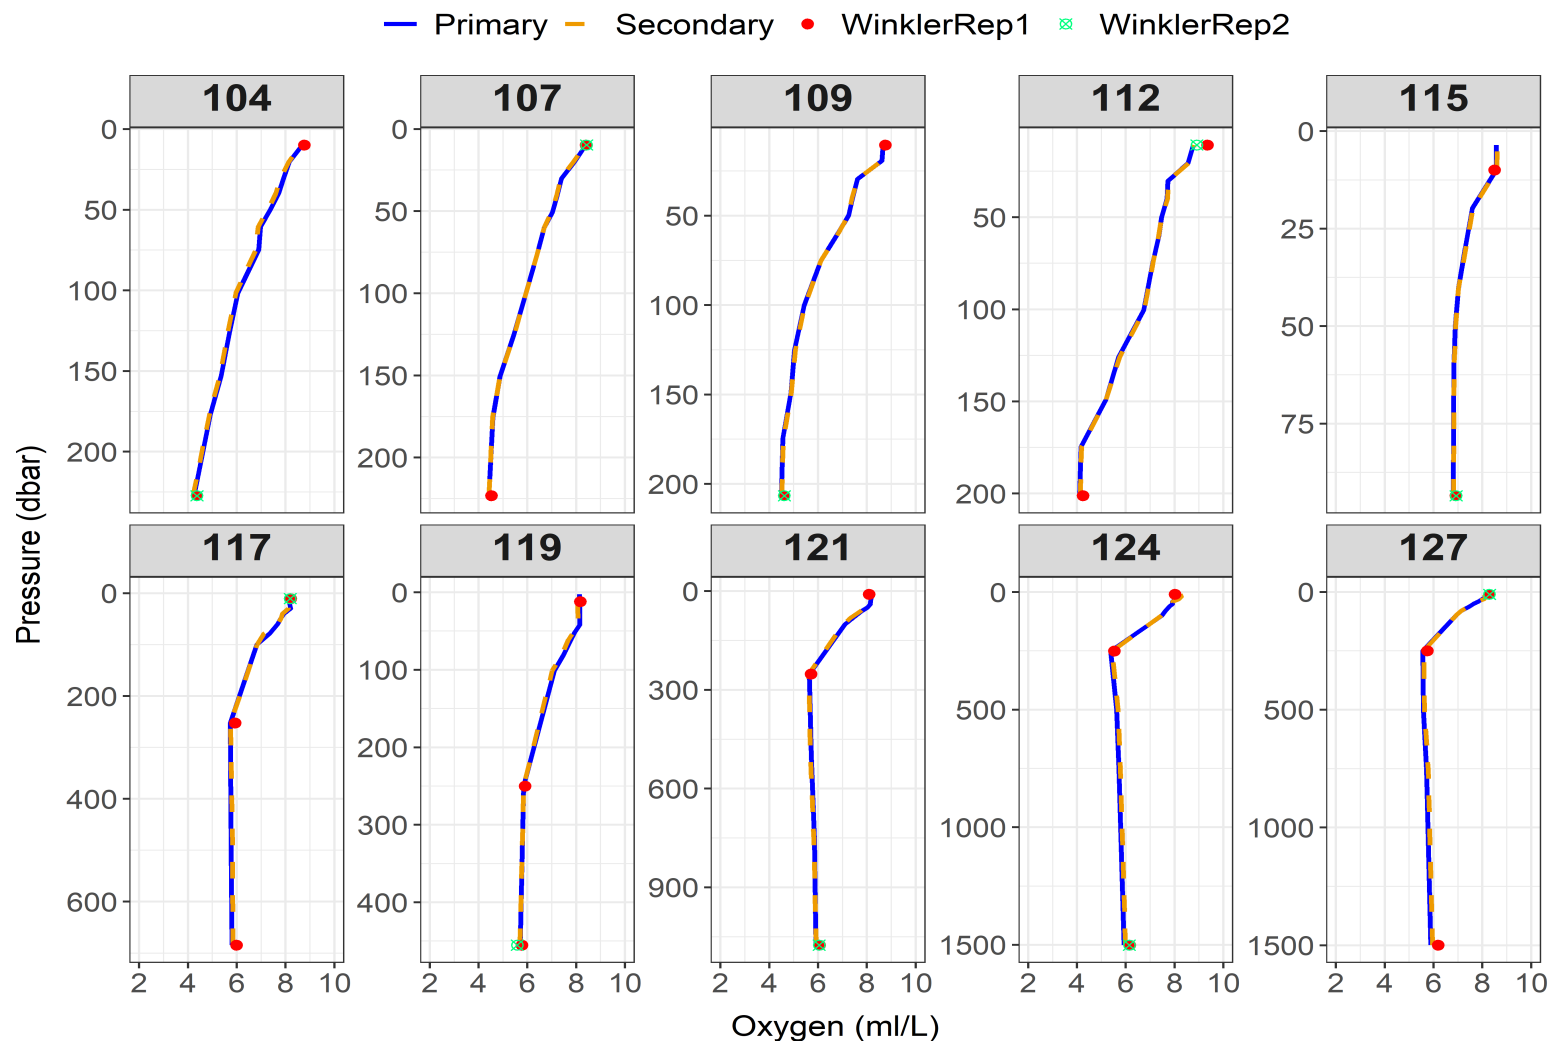 Primary Secondary WinklerRep1 WinklerRep2
104 107 109 112 115
0 50 100 150 200
0 50 100 150 200
50 100 150 200
50 100 150 200
0 25 50 75
117 119 121 124 127
0 200 400 600
0 100 200 300 400
0 300 600 900
0 500 1000 1500
0 500 1000 1500
2 4 6 8 10 2 4 6 8 10 2 4 6 8 10 2 4 6 8 10 2 4 6 8 10
Pressure (dbar)
Oxygen (ml/L)